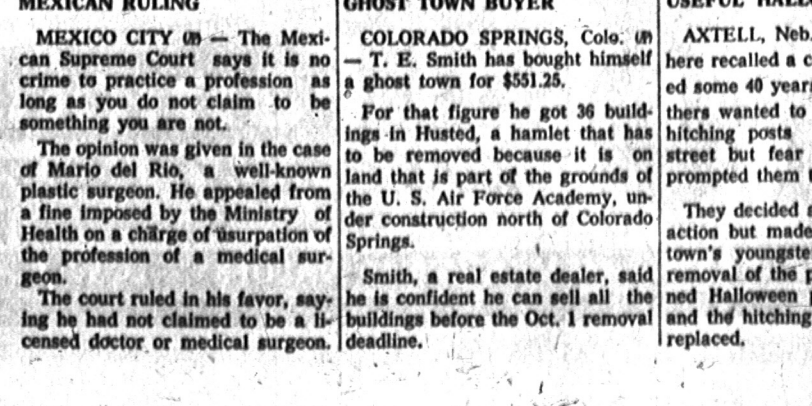 MEXICAN RULING
MEXICO CITY (AP) — The Mexi-
can Supreme Court says it is no
crime to practice a profession as
long as you do not claim to be
something you are not.
The opinion was given in the case
of Mario del Rio, a well-known
plastic surgeon. He appealed from
a fine imposed by the Ministry of
Health on a charge of usurpation of
the profession of a medical sur-
geon.
The court ruled in his favor, say-
ing he had not claimed to be a li-
censed doctor or medical surgeon.
GHOST TOWN BUYER
COLORADO SPRINGS, Colo. (AP)
— T. E. Smith has bought himself
a ghost town for $551.25.
For that figure he got 36 build-
ings in Husted, a hamlet that has
to be removed because it is on
land that is part of the grounds of
the U. S. Air Force Academy, un-
der construction north of Colorado
Springs.
Smith, a real estate dealer, said
he is confident he can sell all the
buildings before the Oct. 1 removal
deadline.
USEFUL
AXTELL, Neb.
here recalled a
ed some 40 year
thers wanted to
hitching posts
street but fear
prompted them
They decided
action but made
town's youngste
removal of the
ned Halloween
and the hitching
replaced.